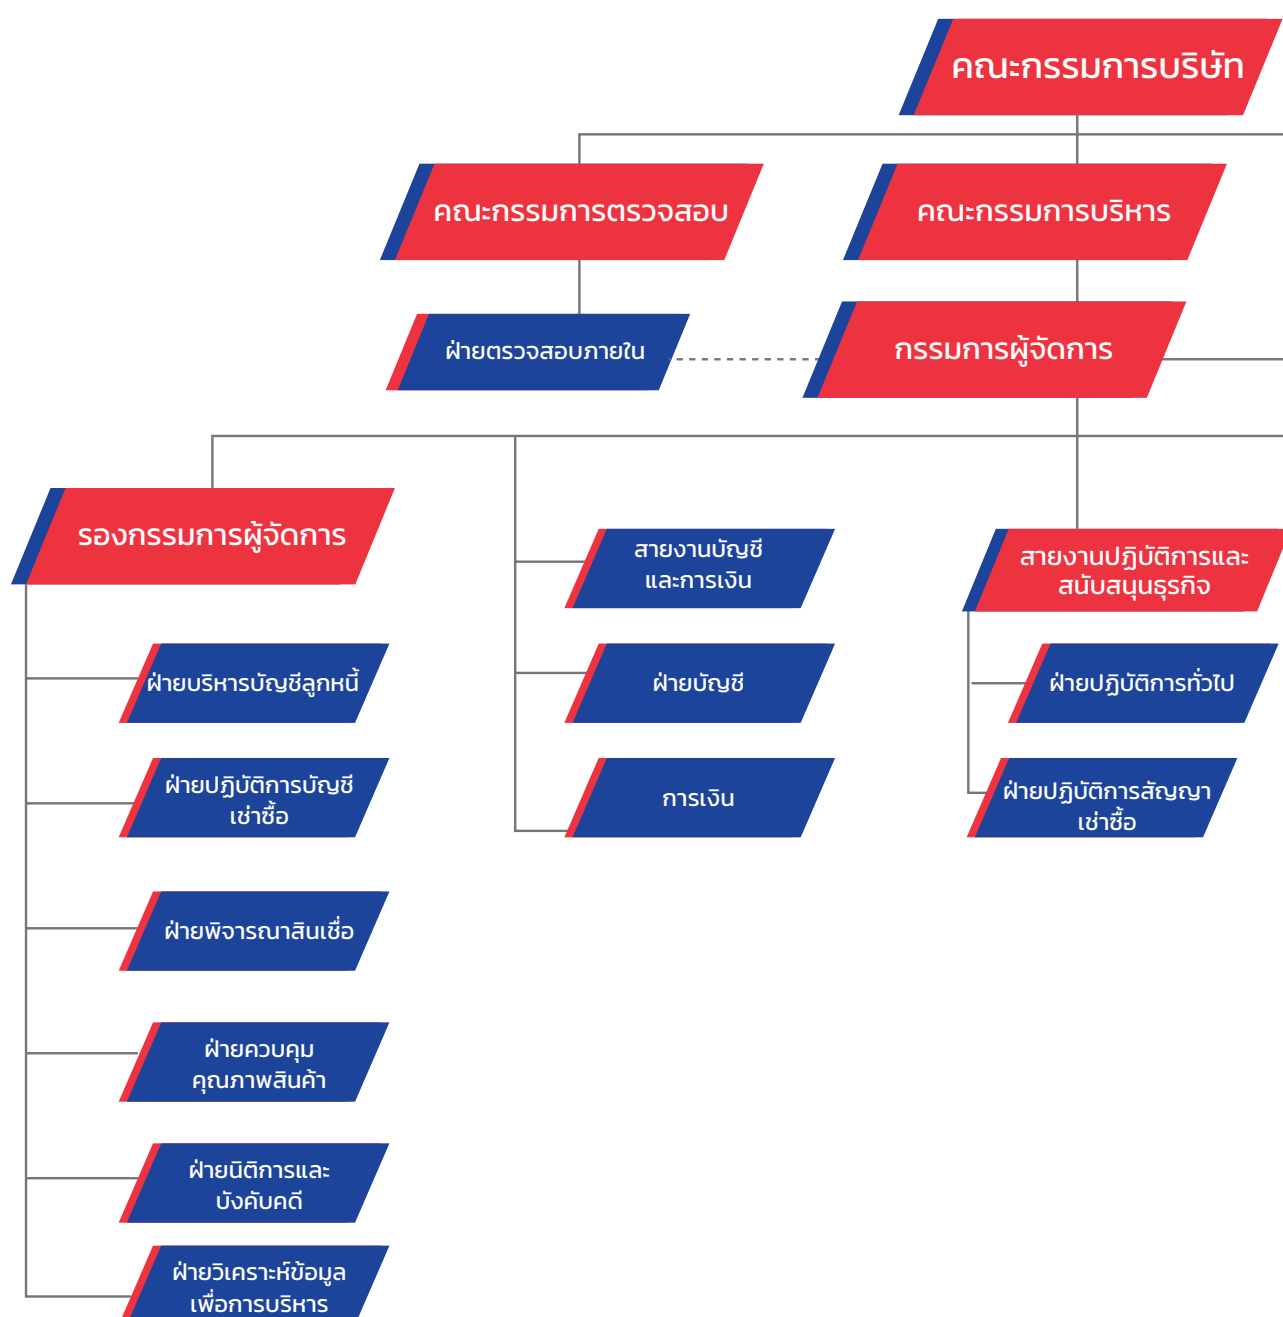 คณะกรรมการบริษัท
คณะกรรมการตรวจสอบ
คณะกรรมการบริหาร
ฝ่ายตรวจสอบภายใน
กรรมการผู้จัดการ
รองกรรมการผู้จัดการ
ฝ่ายบริหารบัญชีลูกหนี้
ฝ่ายปฏิบัติการบัญชี
เช่าซื้อ
ฝ่ายพิจารณาสินเชื่อ
ฝ่ายควบคุม
คุณภาพสินค้า
ฝ่ายนิติการและ
บังคับคดี
ฝ่ายวิเคราะห์ข้อมูล
เพื่อการบริหาร
สายงานบัญชี
และการเงิน
ฝ่ายบัญชี
การเงิน
สายงานปฏิบัติการและ
สนับสนุนธุรกิจ
ฝ่ายปฏิบัติการทั่วไป
ฝ่ายปฏิบัติการสัญญา
เช่าซื้อ